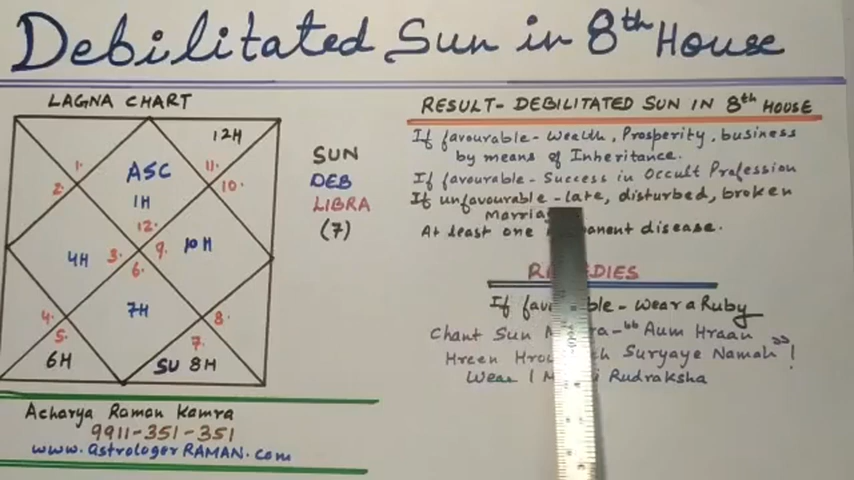 Debilitated Sun in 8th House
LAGNA CHART
12H
1.
ASC
11.
2.
10.
1H
12.
4H
3.
9.
10H
6.
7H
4.
8.
5.
7.
6H
SU 8H
SUN
DEB
LIBRA
(7)
RESULT- DEBILITATED SUN IN 8th HOUSE
If favourable - Wealth, Prosperity, business
by means of Inheritance.
If favourable - Success in Occult Profession
If unfavourable - late, disturbed, broken
At least one disease.
If wear a Ruby
Chant Sun - "Aum Hraan
Hreen Suryaye Namah"!
Wear 1 Rudraksha
Acharya Raman Kamra
9911-351-351
www.astrologerRAMAN.com